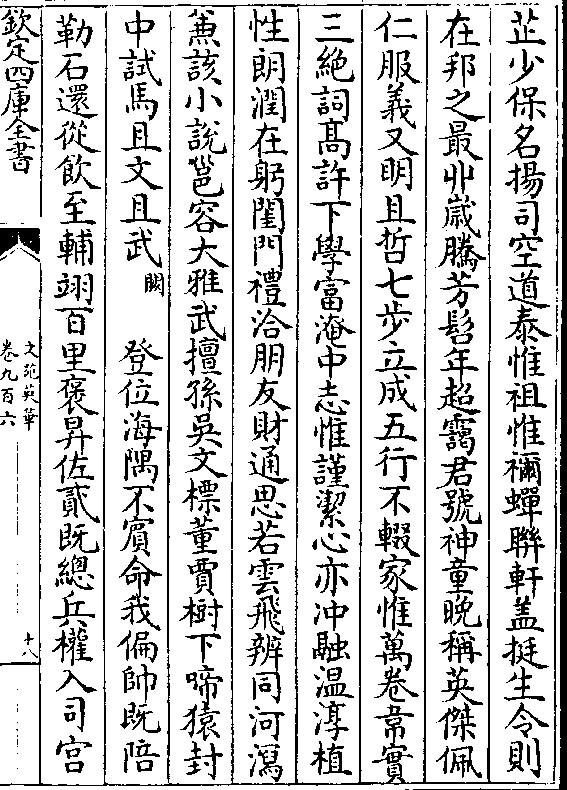 芷少保名揚司空道泰惟祖惟禰蟬聯軒盖挺生令則
在邦之最丱歲騰芳髫年超靄君號神童晚稱英傑佩
仁服義又明且哲七步立成五行不輟家惟萬卷帝實
三絶詞髙許下學富淹中志惟謹潔心亦冲融温淳植
性朗潤在躬閨門禮洽朋友財通思若雲飛辨同河瀉
兼該小說邕容大雅武擅孫吳文標董賈樹下啼猿封
中試馬且文且武闕 登位海隅不賔命我偏帥既陪
勒石還從飲至輔翊百里褒昇佐貳既總兵權入司宫
欽定四庫全書
文苑英華
卷九百六
十八